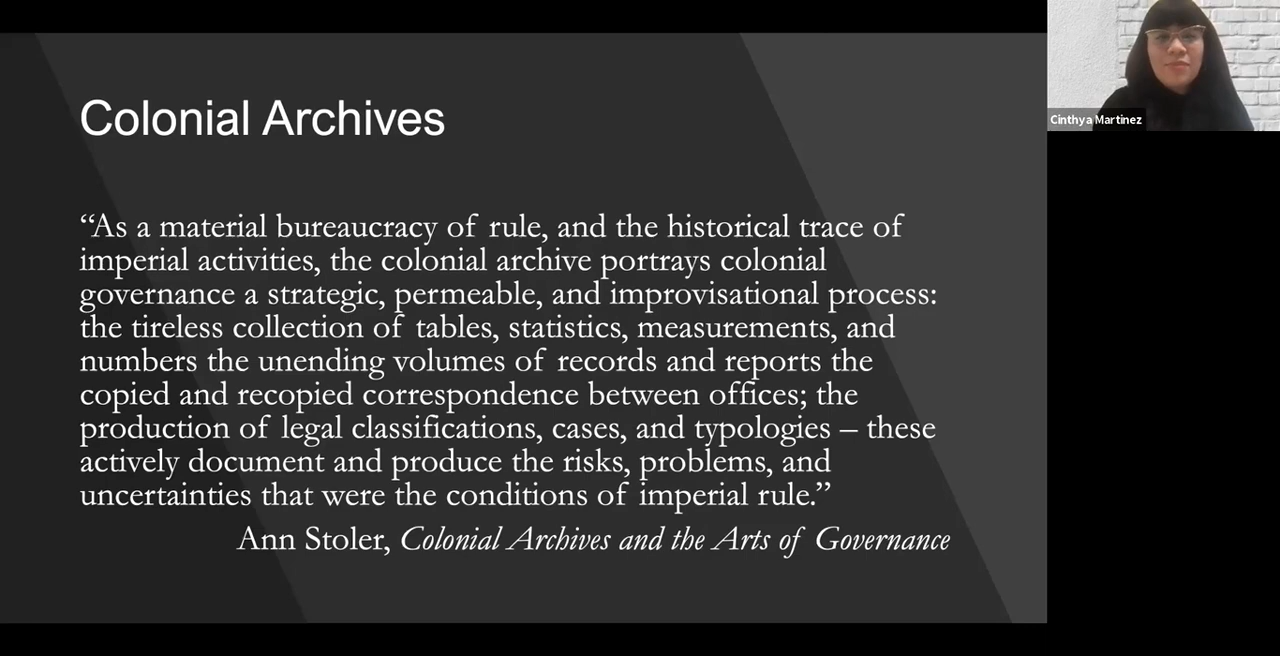 Colonial Archives
“As a material bureaucracy of rule, and the historical trace of
imperial activities, the colonial archive portrays colonial
governance a strategic, permeable, and improvisational process:
the tireless collection of tables, statistics, measurements, and
numbers the unending volumes of records and reports the
copied and recopied correspondence between offices; the
production of legal classifications, cases, and typologies – these
actively document and produce the risks, problems, and
uncertainties that were the conditions of imperial rule.”
Ann Stoler, Colonial Archives and the Arts of Governance
Cinthya Martinez